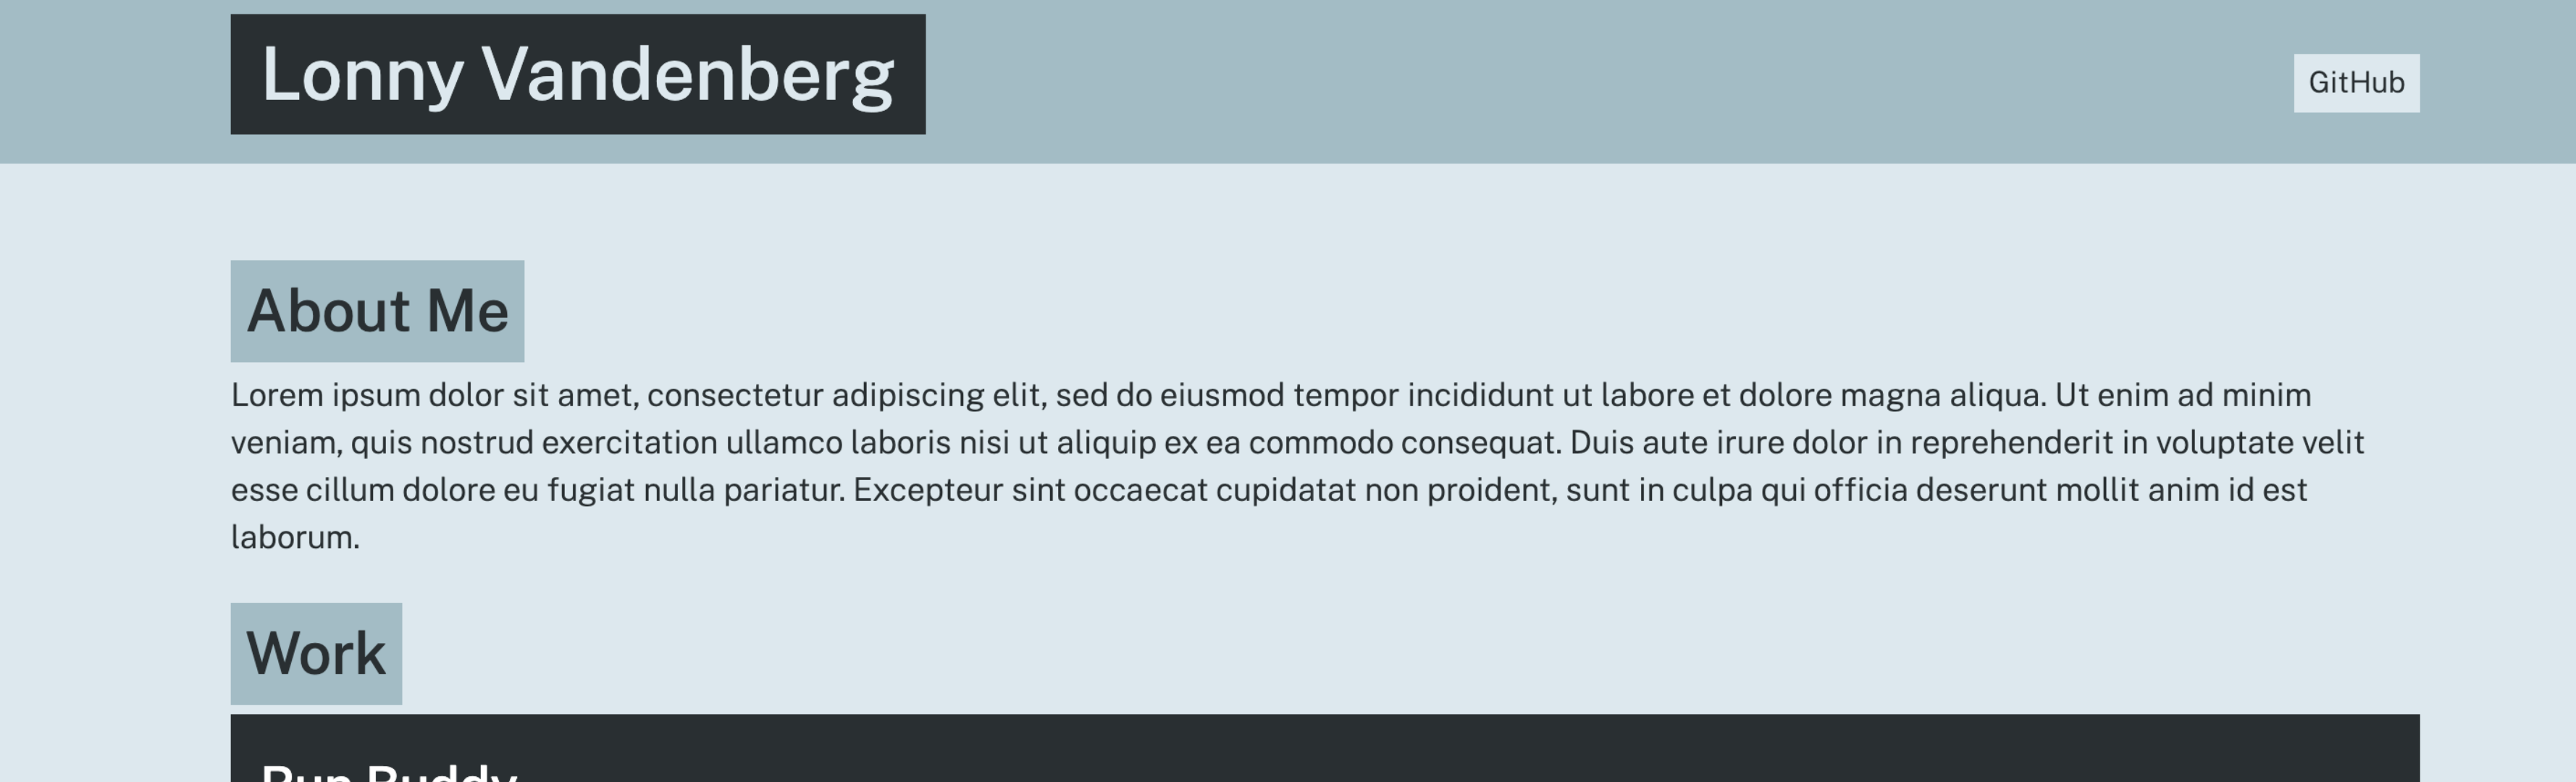 Lonny Vandenberg
GitHub
About Me
Lorem ipsum dolor sit amet, consectetur adipiscing elit, sed do eiusmod tempor incididunt ut labore et dolore magna aliqua. Ut enim ad minim
veniam, quis nostrud exercitation ullamco laboris nisi ut aliquip ex ea commodo consequat. Duis aute irure dolor in reprehenderit in voluptate velit
esse cillum dolore eu fugiat nulla pariatur. Excepteur sint occaecat cupidatat non proident, sunt in culpa qui officia deserunt mollit anim id est
laborum.
Work
Run Buddy